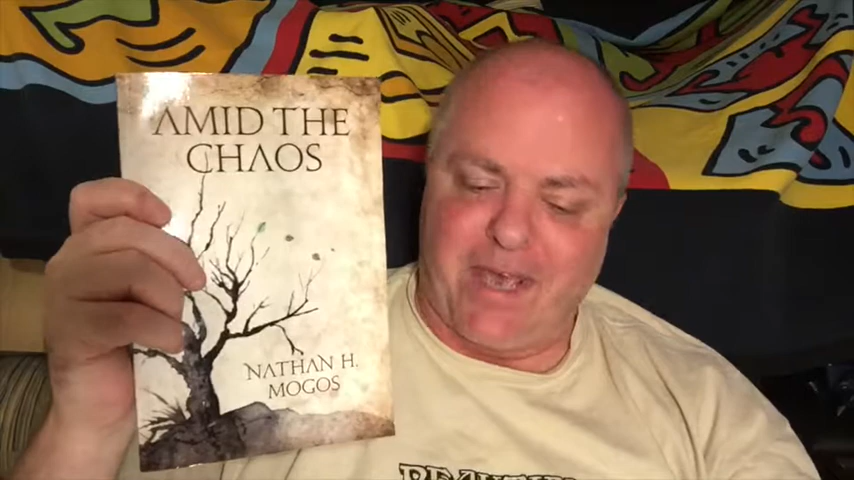 AMID THE
CHAOS
NATHAN H.
MOGOS